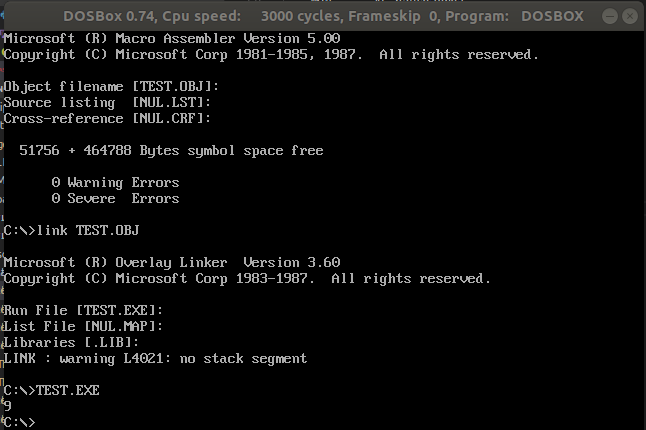 DOSBox 0.74, Cpu speed: 3000 cycles, Frameskip 0, Program: DOSBOX
Microsoft (R) Macro Assembler Version 5.00
Copyright (C) Microsoft Corp 1981-1985, 1987. All rights reserved.
Object filename [TEST.OBJ]:
Source listing [NUL.LST]:
Cross-reference [NUL.CRF]:
51756 + 464788 Bytes symbol space free
0 Warning Errors
0 Severe Errors
C:\>link TEST.OBJ
Microsoft (R) Overlay Linker Version 3.60
Copyright (C) Microsoft Corp 1983-1987. All rights reserved.
Run File [TEST.EXE]:
List File [NUL.MAP]:
Libraries [.LIB]:
LINK : warning L4021: no stack segment
C:\>TEST.EXE
9
C:\>